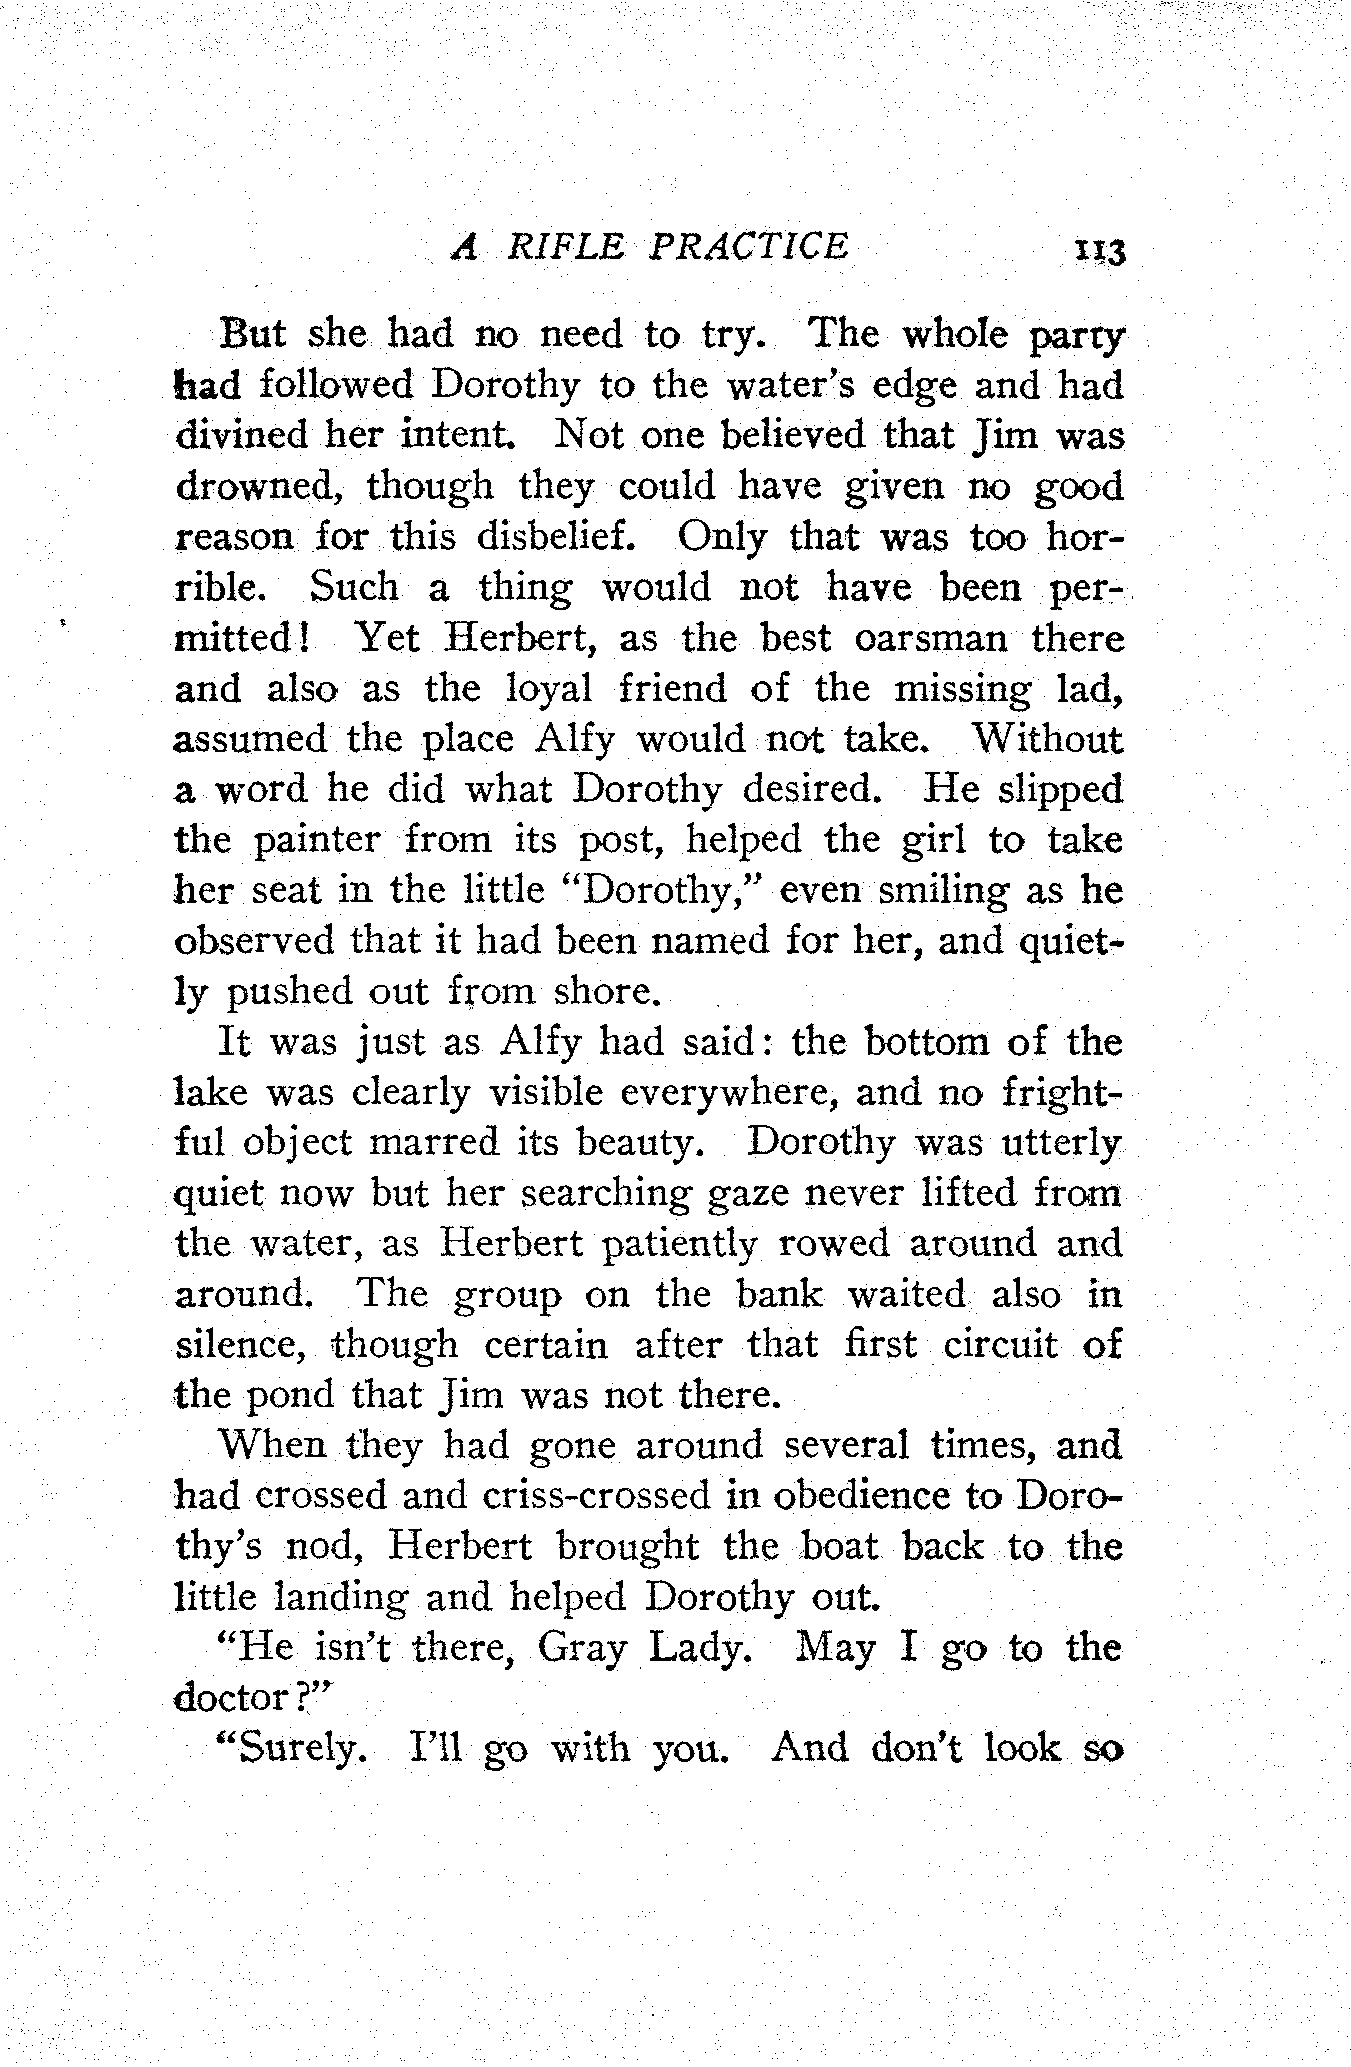 A RIFLE PRACTICE 113
But she had no need to try. The whole party
had followed Dorothy to the water's edge and had
divined her intent. Not one believed that Jim was
drowned, though they could have given no good
reason for this disbelief. Only that was too hor-
rible. Such a thing would not have been per-
mitted! Yet Herbert, as the best oarsman there
and also as the loyal friend of the missing lad,
assumed the place Alfy would not take. Without
a word he did what Dorothy desired. He slipped
the painter from its post, helped the girl to take
her seat in the little “Dorothy,” even smiling as he
observed that it had been named for her, and quiet-
ly pushed out from shore.
It was just as Alfy had said: the bottom of the
lake was clearly visible everywhere, and no fright-
ful object marred its beauty. Dorothy was utterly
quiet now but her searching gaze never lifted from
the water, as Herbert patiently rowed around and
around. The group on the bank waited also in
silence, though certain after that first circuit of
the pond that Jim was not there.
When they had gone around several times, and
had crossed and criss-crossed in obedience to Doro-
thy's nod, Herbert brought the boat back to the
little landing and helped Dorothy out.
“He isn't there, Gray Lady. May I go to the
doctor?”
“Surely. I'll go with you. And don't look so